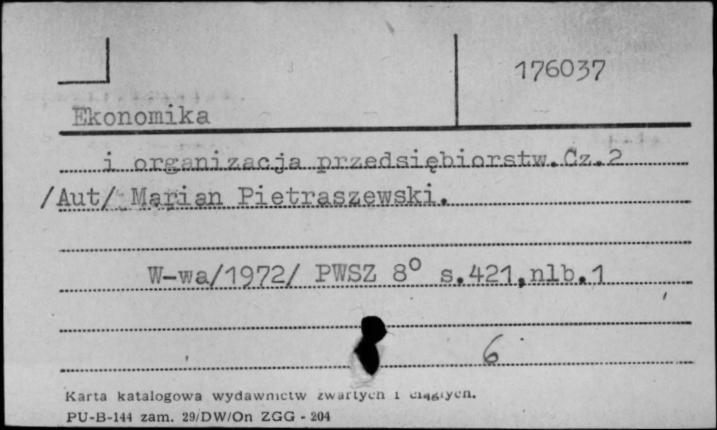 176037
Ekonomika
i organizacja przedsiębiorstw.Cz.2
/Aut/ Marian Pietraszewski.
W-wa/1972/ PWSZ 8° s.421,nlb.1
6
Karta katalogowa wydawnictw zwartych i ciągłych.
PU-B-144 zam. 29/DW/On ZGG - 204